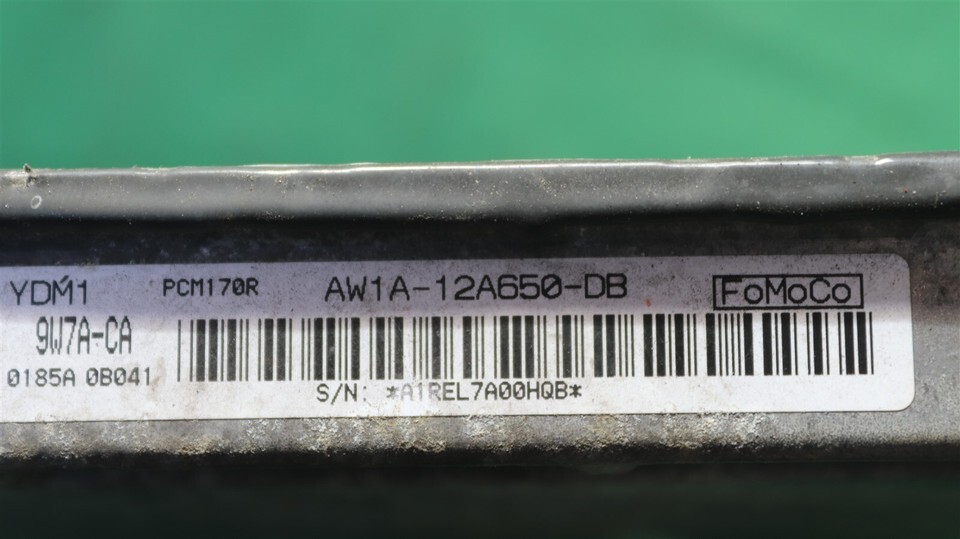 YDM1 PCM170R AW1A-12A650-DB FoMoCo
9W7A-CA
0185A 0B041
S/N: *A1REL7A00HQB*